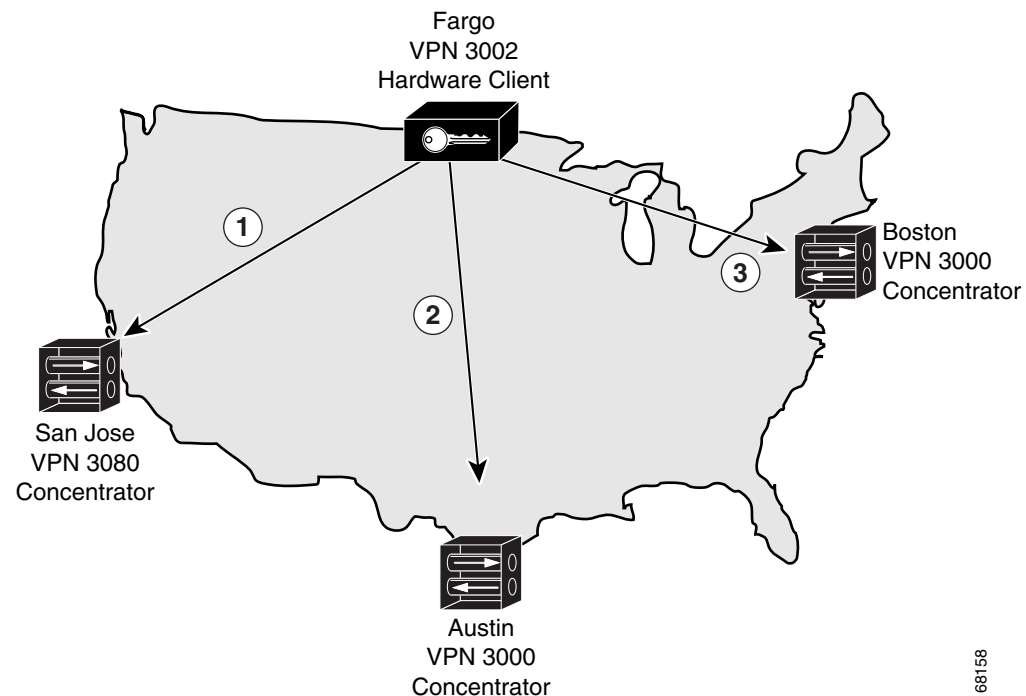 Fargo
VPN 3002
Hardware Client
1
2
3
Boston
VPN 3000
Concentrator
San Jose
VPN 3080
Concentrator
Austin
VPN 3000
Concentrator
68158